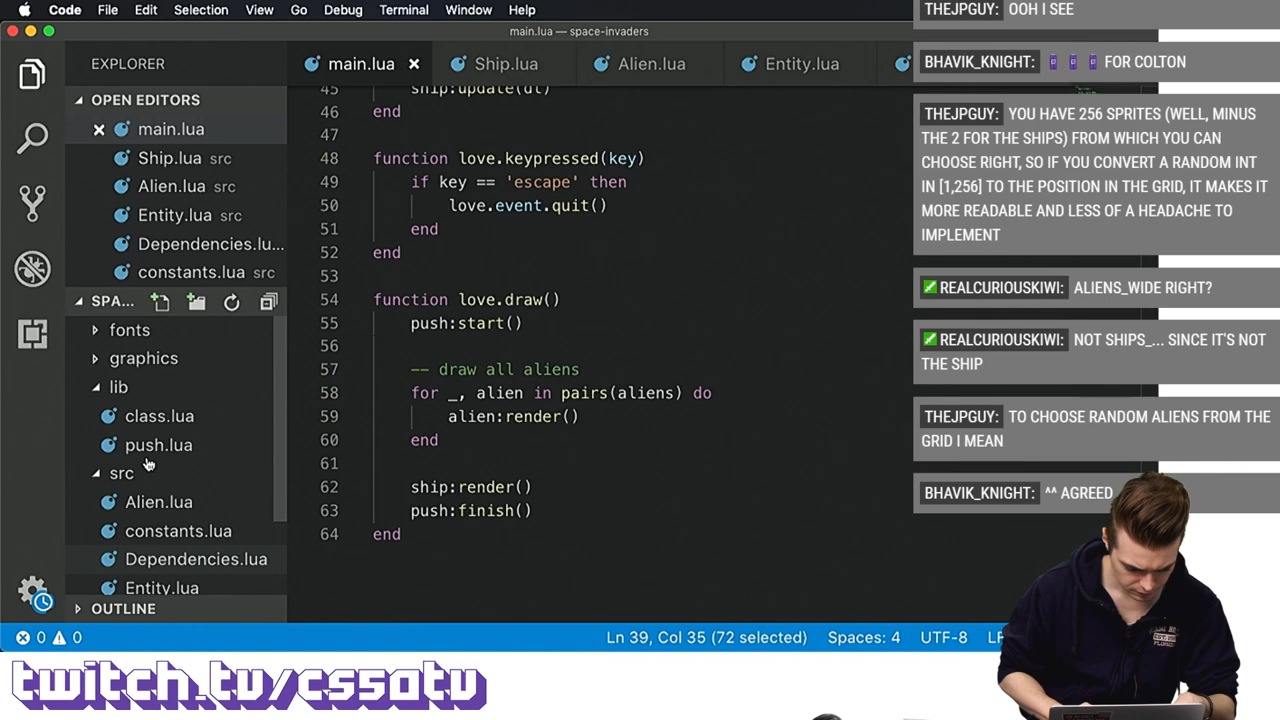 Code File Edit Selection View Go Debug Terminal Window Help
main.lua — space-invaders
EXPLORER
OPEN EDITORS
main.lua
Ship.lua src
Alien.lua src
Entity.lua src
Dependencies.lu...
constants.lua src
SPA...
fonts
graphics
lib
class.lua
push.lua
src
Alien.lua
constants.lua
Dependencies.lua
Entity.lua
OUTLINE
main.lua Ship.lua Alien.lua Entity.lua
45 ship:update(dt)
46 end
47
48 function love.keypressed(key)
49 if key == 'escape' then
50 love.event.quit()
51 end
52 end
53
54 function love.draw()
55 push:start()
56
57 -- draw all aliens
58 for _, alien in pairs(aliens) do
59 alien:render()
60 end
61
62 ship:render()
63 push:finish()
64 end
0 0
Ln 39, Col 35 (72 selected) Spaces: 4 UTF-8
THEJPGUY: OOH I SEE
BHAVIK_KNIGHT: FOR COLTON
THEJPGUY: YOU HAVE 256 SPRITES (WELL, MINUS
THE 2 FOR THE SHIPS) FROM WHICH YOU CAN
CHOOSE RIGHT, SO IF YOU CONVERT A RANDOM INT
IN [1,256] TO THE POSITION IN THE GRID, IT MAKES IT
MORE READABLE AND LESS OF A HEADACHE TO
IMPLEMENT
REALCURIOUSKIWI: ALIENS_WIDE RIGHT?
REALCURIOUSKIWI: NOT SHIPS_... SINCE IT'S NOT
THE SHIP
THEJPGUY: TO CHOOSE RANDOM ALIENS FROM THE
GRID I MEAN
BHAVIK_KNIGHT: ^^ AGREED
twitch.tv/cs50tv